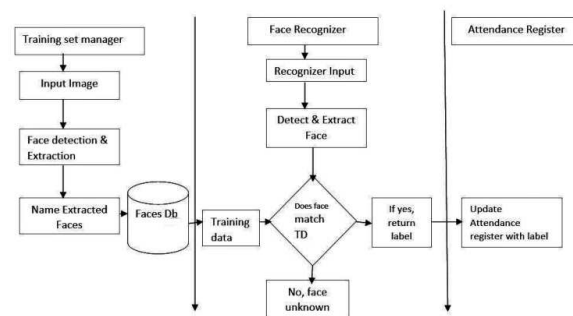 Training set manager
Input Image
Face detection &
Extraction
Name Extracted
Faces
Faces Db
Training
data
Face Recognizer
Recognizer Input
Detect & Extract
Face
Does face
match
TD
If yes,
return
label
No, face
unknown
Attendance Register
Update
Attendance
register with label